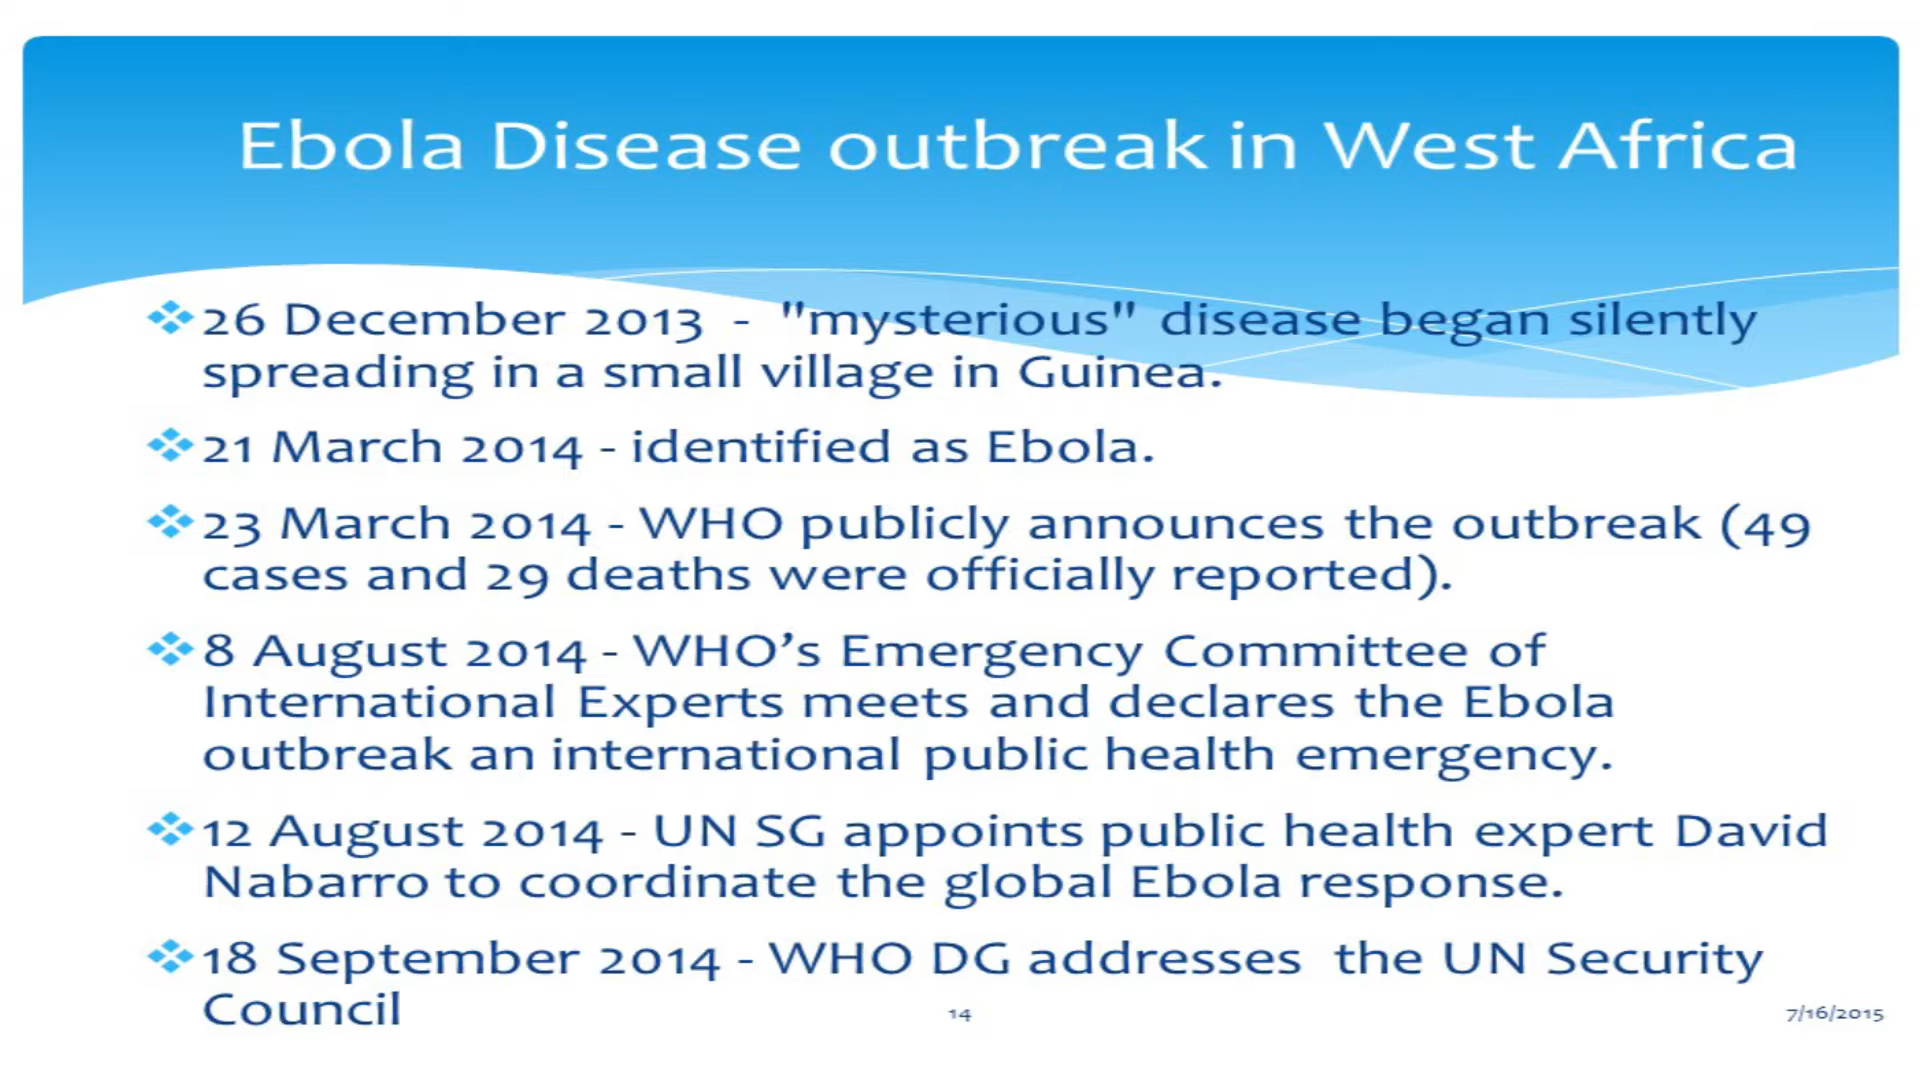 Ebola Disease outbreak in West Africa
26 December 2013 - "mysterious" disease began silently
spreading in a small village in Guinea.
21 March 2014 - identified as Ebola.
23 March 2014 - WHO publicly announces the outbreak (49
cases and 29 deaths were officially reported).
8 August 2014 - WHO’s Emergency Committee of
International Experts meets and declares the Ebola
outbreak an international public health emergency.
12 August 2014 - UN SG appoints public health expert David
Nabarro to coordinate the global Ebola response.
18 September 2014 - WHO DG addresses the UN Security
Council
14
7/16/2015